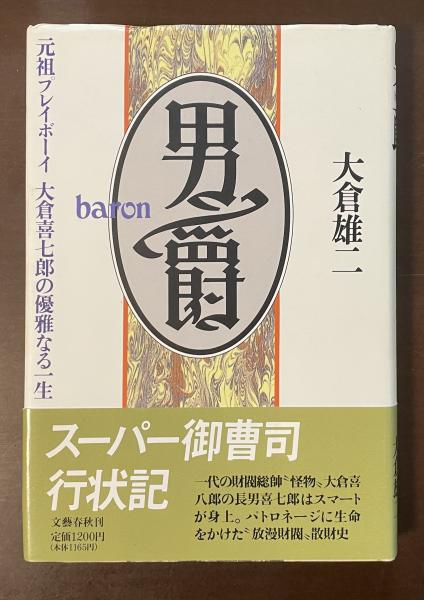 大倉雄二
男爵
baron
元祖プレイボーイ 大倉喜七郎の優雅なる一生
スーパー御曹司
行状記
一代の財閥総帥〝怪物〟大倉喜
八郎の長男喜七郎はスマート
が身上。パトロネージに生命
をかけた〝放漫財閥〟散財史
文藝春秋刊
定価1200円
(本体1165円)